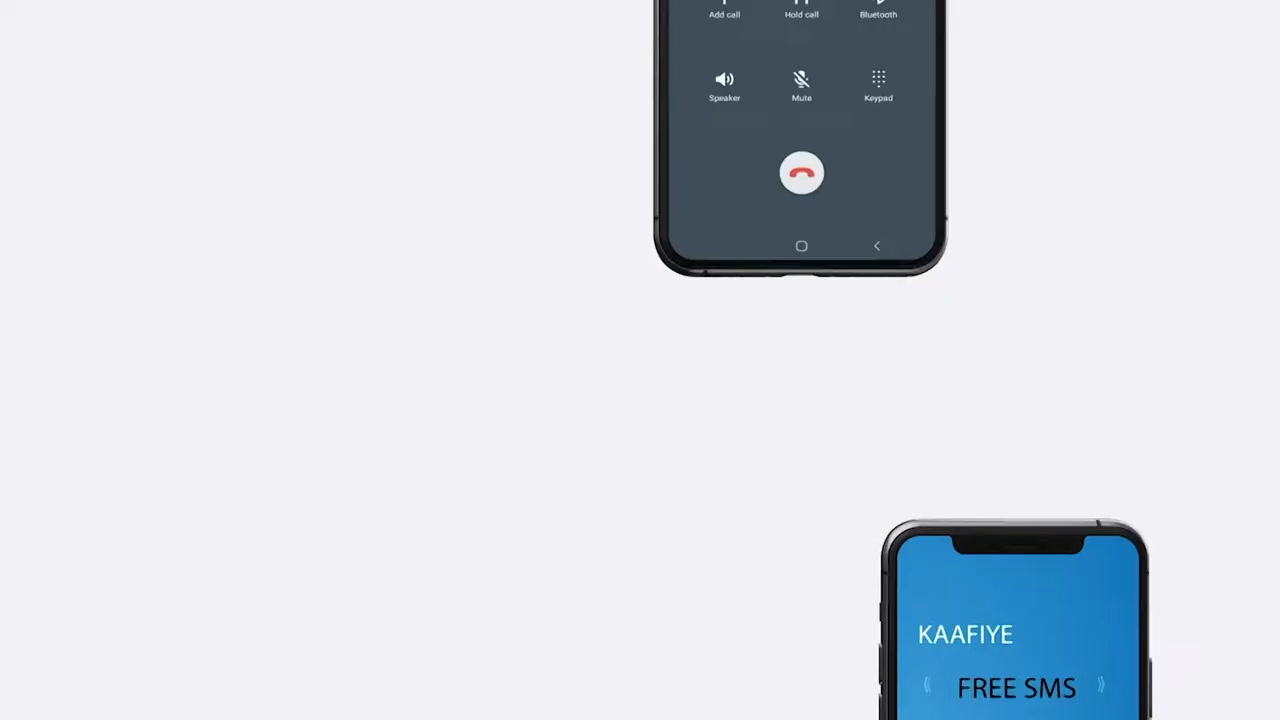 Add call Hold call Bluetooth
Speaker Mute Keypad
KAAFIYE
FREE SMS